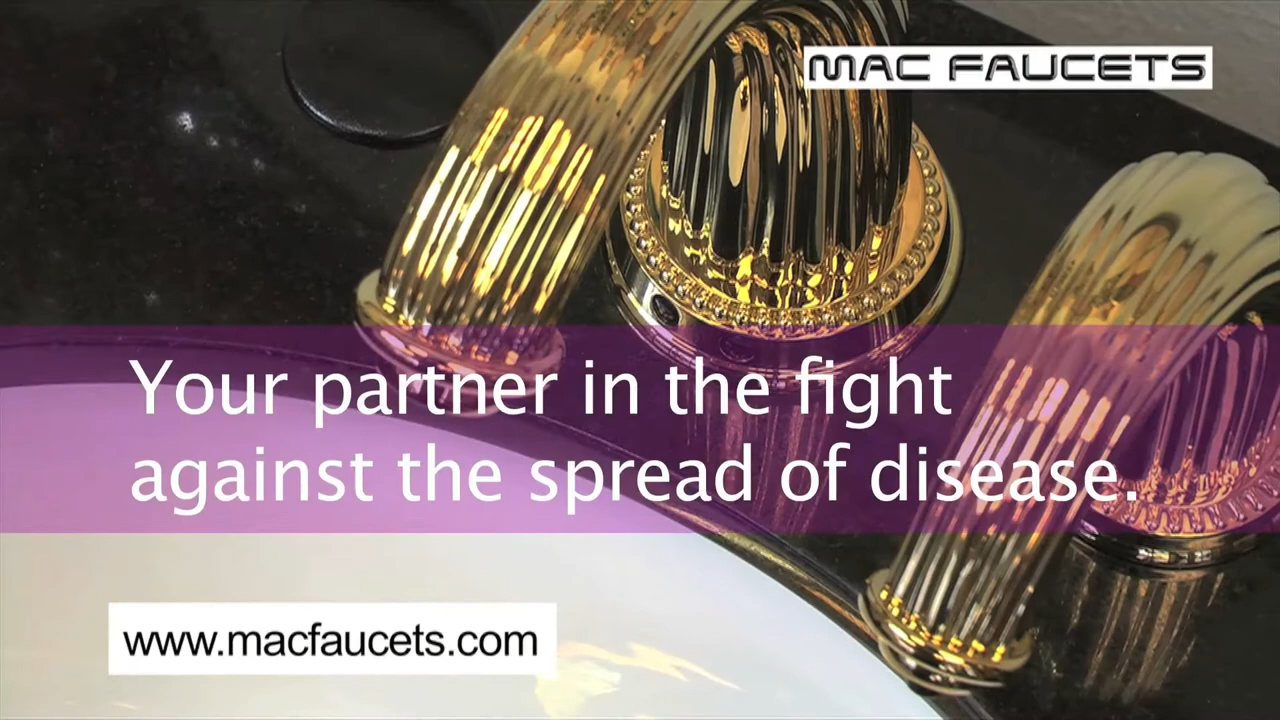 MAC FAUCETS
Your partner in the fight
against the spread of disease.
www.macfaucets.com